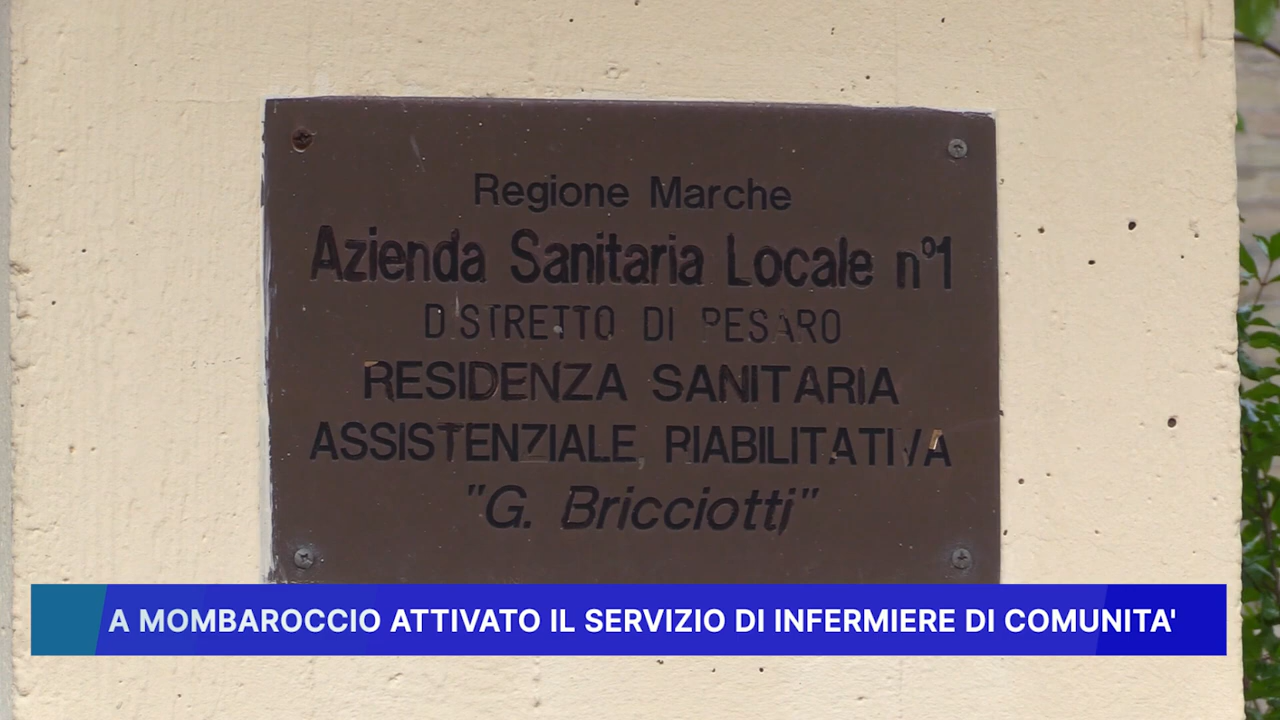 Regione Marche
Azienda Sanitaria Locale n°1
DISTRETTO DI PESARO
RESIDENZA SANITARIA
ASSISTENZIALE RIABILITATIVA
"G. Bricciotti"
A MOMBAROCCIO ATTIVATO IL SERVIZIO DI INFERMIERE DI COMUNITA'